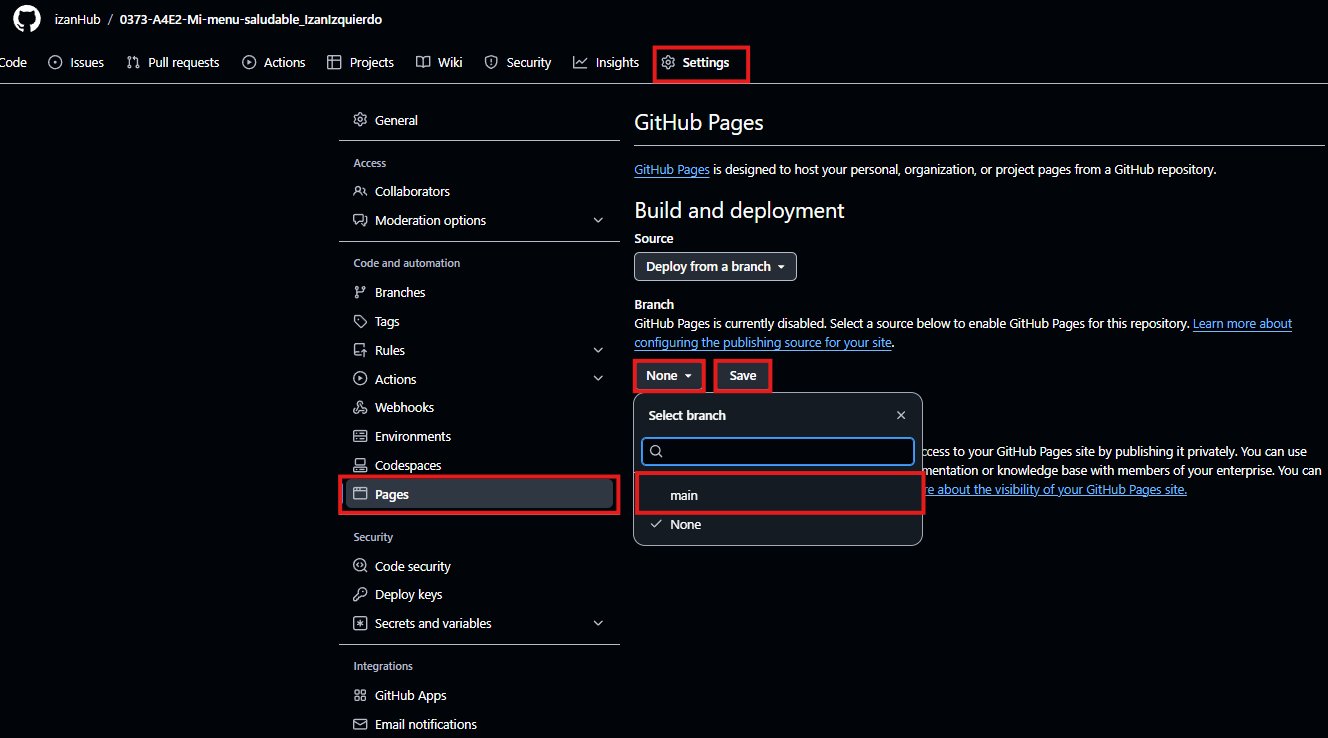 izanHub / 0373-A4E2-Mi-menu-saludable_IzanIzquierdo
Code Issues Pull requests Actions Projects Wiki Security Insights Settings
General
Access
Collaborators
Moderation options
Code and automation
Branches
Tags
Rules
Actions
Webhooks
Environments
Codespaces
Pages
Security
Code security
Deploy keys
Secrets and variables
Integrations
GitHub Apps
Email notifications
GitHub Pages
GitHub Pages is designed to host your personal, organization, or project pages from a GitHub repository.
Build and deployment
Source
Deploy from a branch
Branch
GitHub Pages is currently disabled. Select a source below to enable GitHub Pages for this repository. Learn more about
configuring the publishing source for your site.
None Save
Select branch
main
None
to your GitHub Pages site by publishing it privately. You can use
or knowledge base with members of your enterprise. You can
about the visibility of your GitHub Pages site.